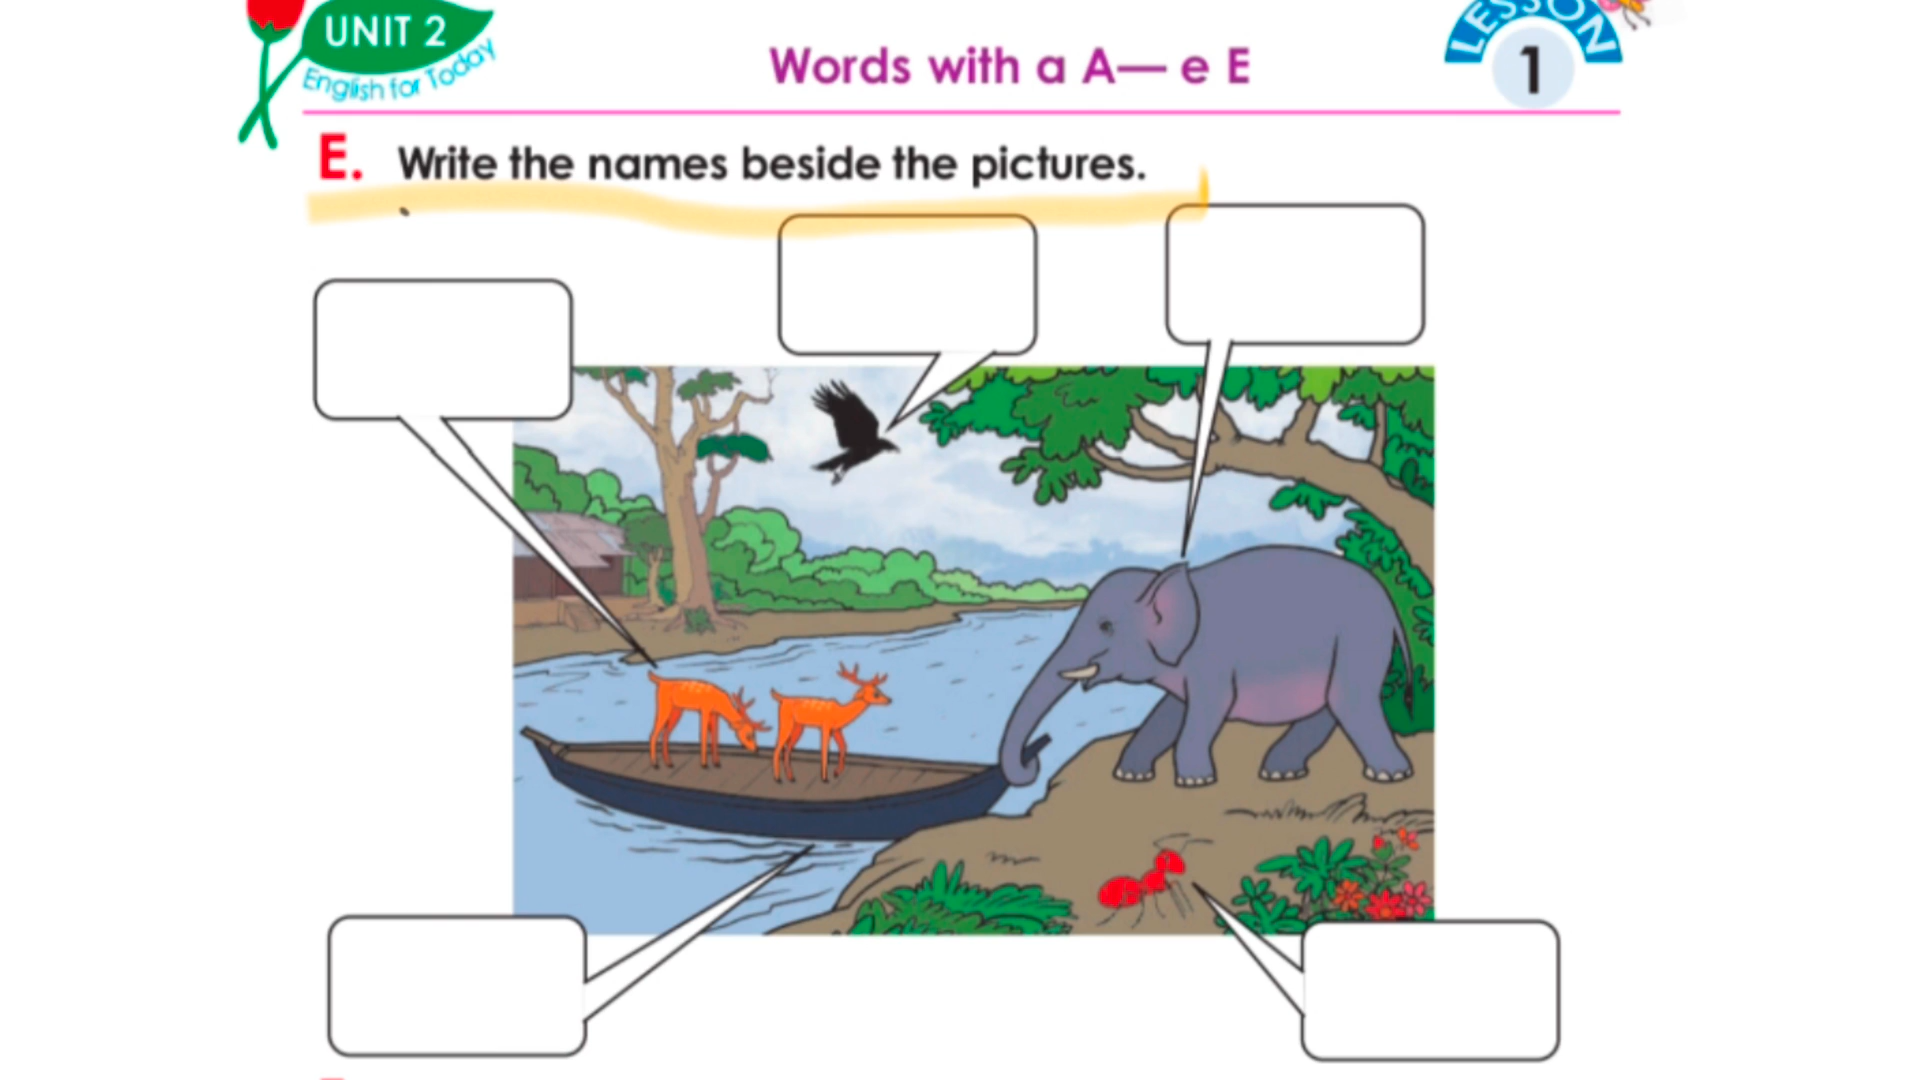 UNIT 2
English for Today
Words with a A— e E
LESSON
1
E. Write the names beside the pictures.